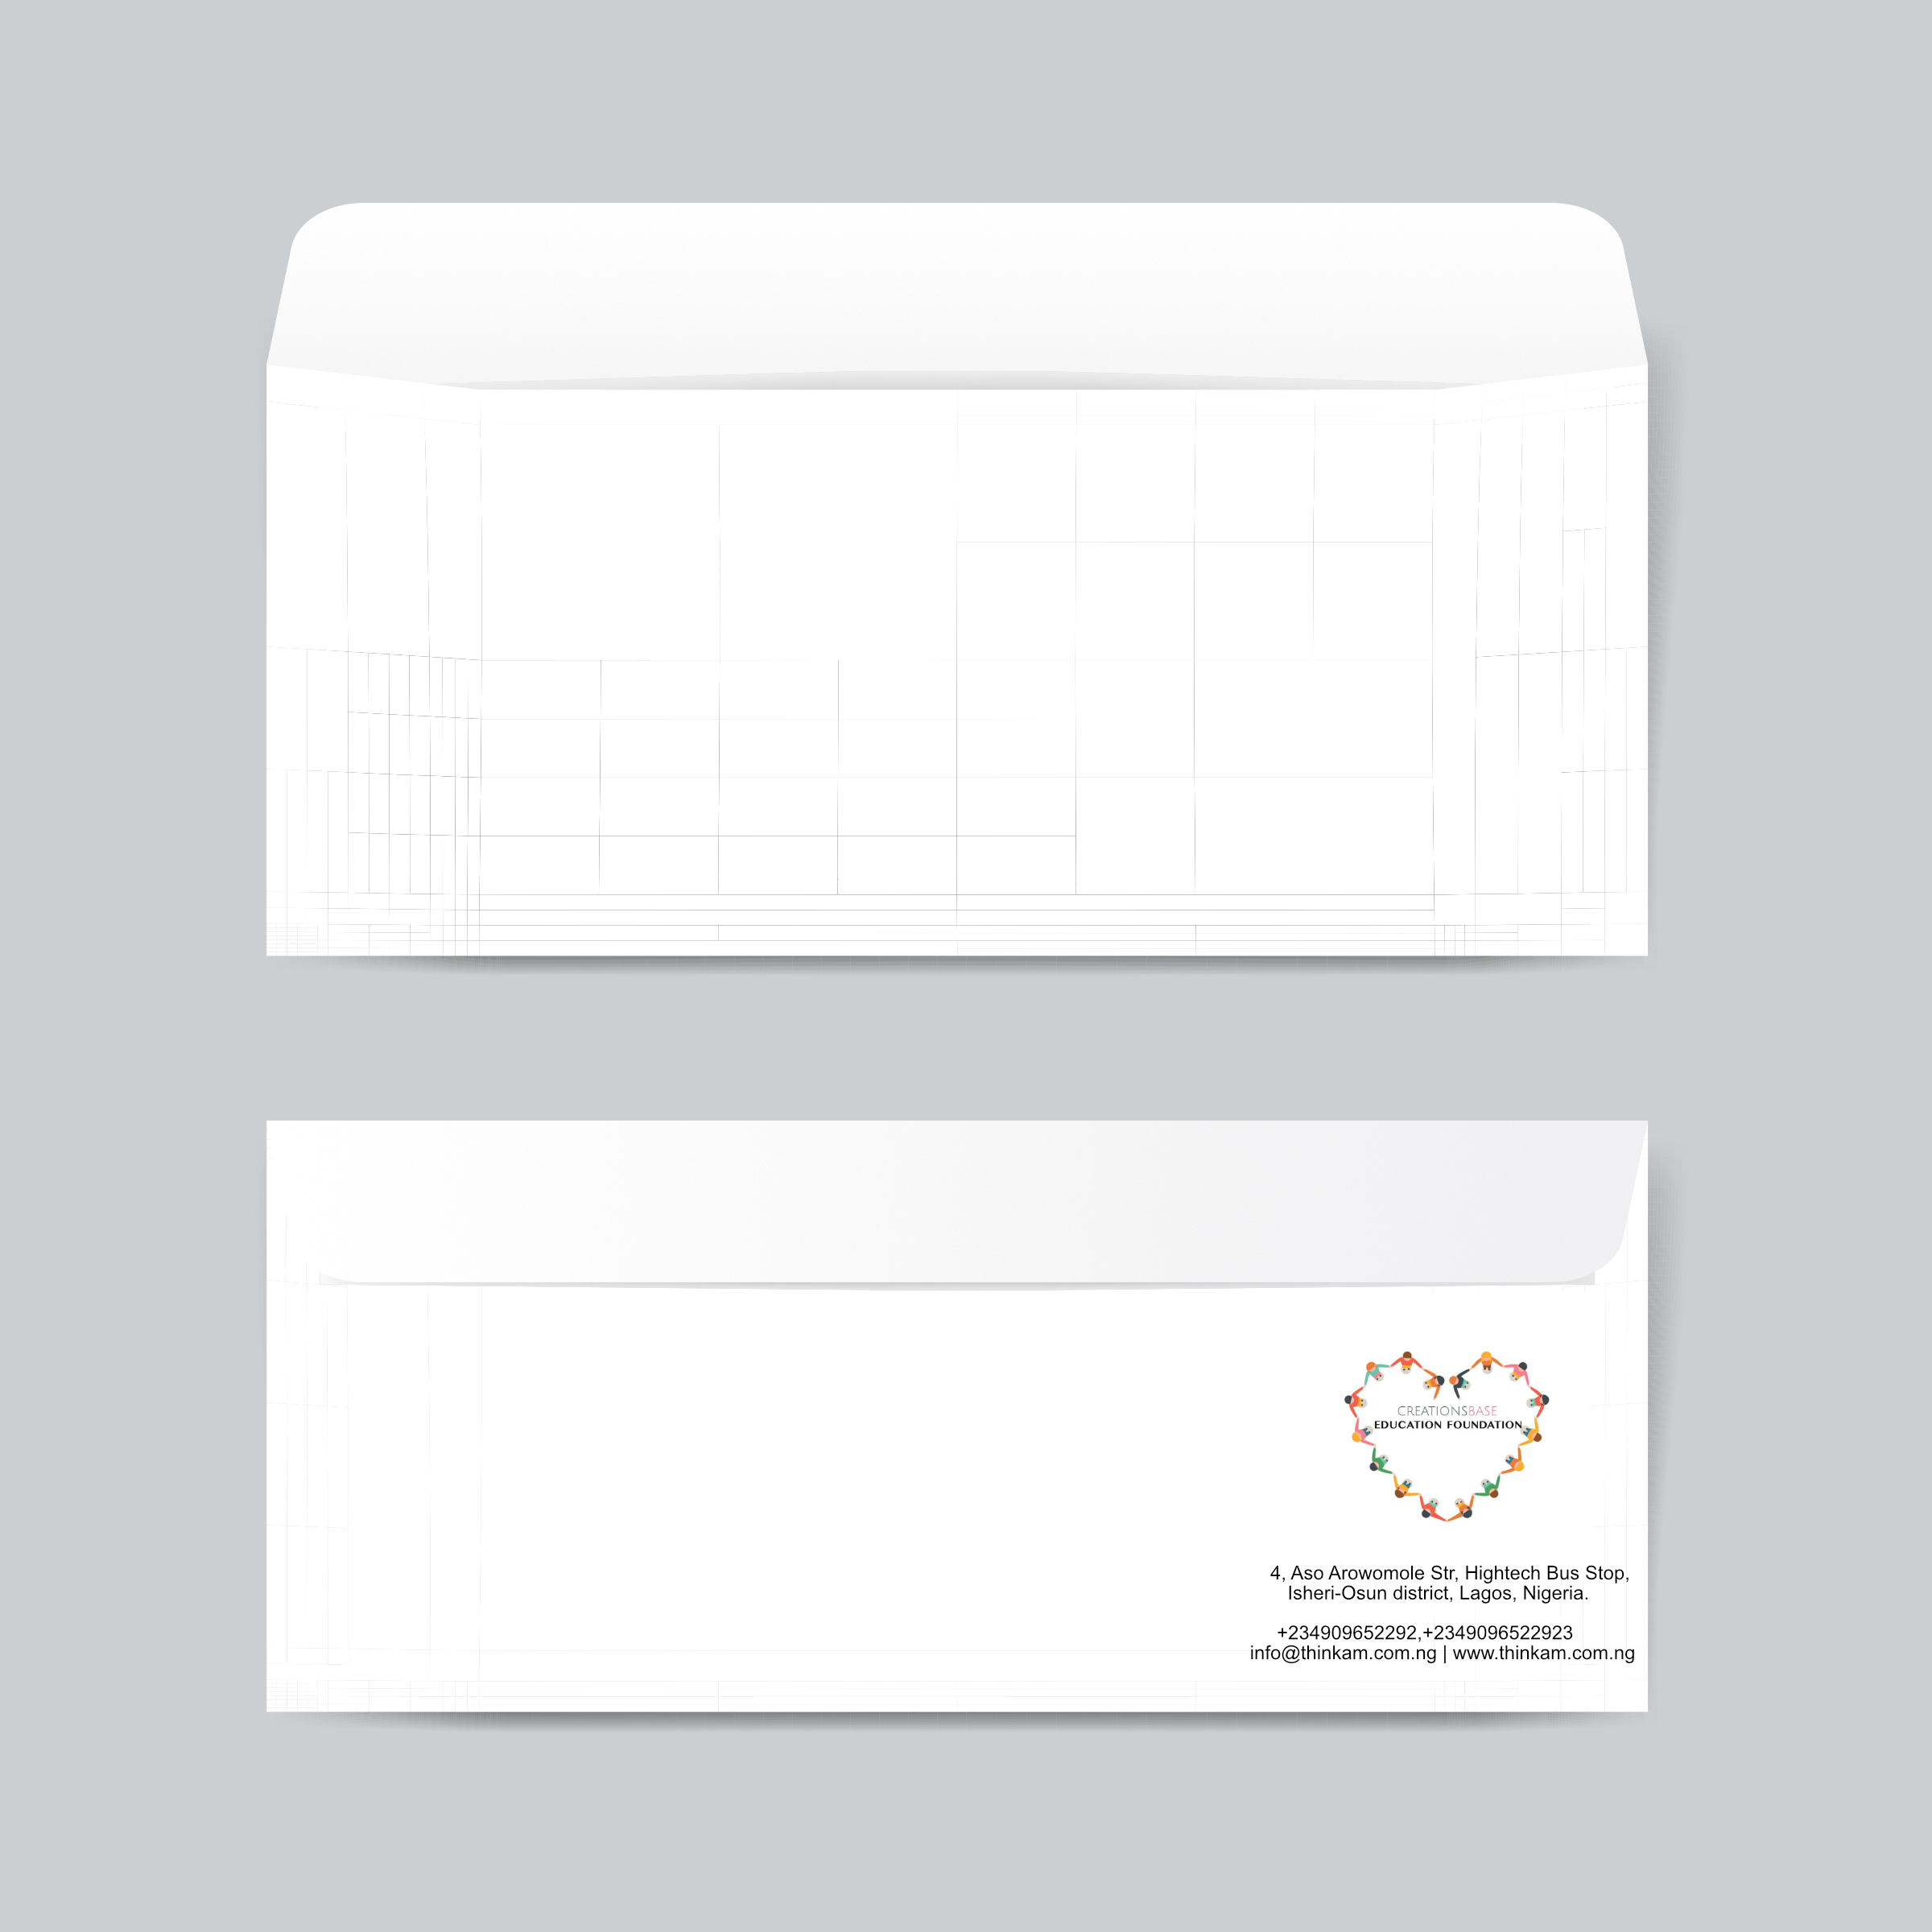 CREATIONSBASE
EDUCATION FOUNDATION
4, Aso Arowomole Str, Hightech Bus Stop,
Isheri-Osun district, Lagos, Nigeria.
+234909652292,+2349096522923
info@thinkam.com.ng | www.thinkam.com.ng